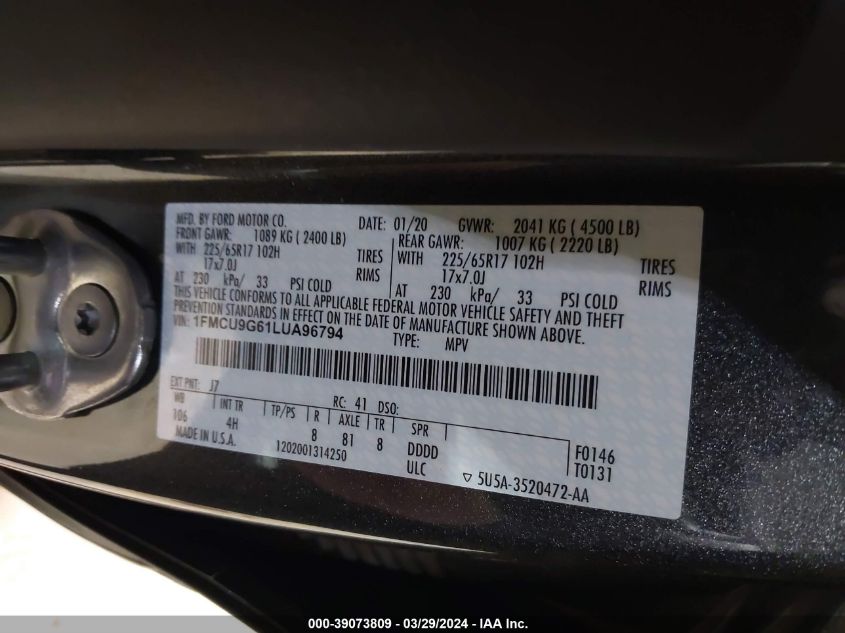 MFD. BY FORD MOTOR CO. DATE: 01/20 GVWR: 2041 KG ( 4500 LB)
FRONT GAWR: 1089 KG ( 2400 LB) REAR GAWR: 1007 KG ( 2220 LB)
WITH 225/65R17 102H TIRES WITH 225/65R17 102H TIRES
17x7.0J RIMS 17x7.0J RIMS
AT 230 kPa/ 33 PSI COLD AT 230 kPa/ 33 PSI COLD
THIS VEHICLE CONFORMS TO ALL APPLICABLE FEDERAL MOTOR VEHICLE SAFETY AND THEFT
PREVENTION STANDARDS IN EFFECT ON THE DATE OF MANUFACTURE SHOWN ABOVE.
VIN: 1FMCU9G61LUA96794 TYPE: MPV
EXT PNT: J7 RC: 41 DSO:
WB INT TR TP/PS R AXLE TR SPR
106 4H 8 81 8 DDDD F0146
MADE IN U.S.A. 1202001314250 ULC T0131
5U5A-3520472-AA
000-39073809 - 03/29/2024 - IAA Inc.